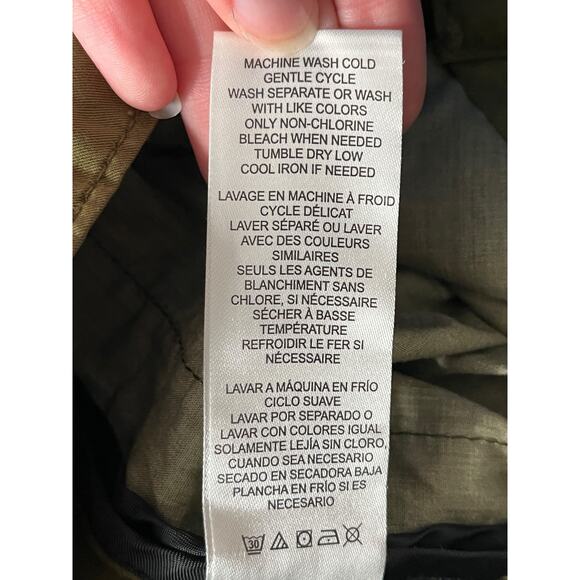 MACHINE WASH COLD
GENTLE CYCLE
WASH SEPARATE OR WASH
WITH LIKE COLORS
ONLY NON-CHLORINE
BLEACH WHEN NEEDED
TUMBLE DRY LOW
COOL IRON IF NEEDED
LAVAGE EN MACHINE À FROID
CYCLE DÉLICAT
LAVER SÉPARÉ OU LAVER
AVEC DES COULEURS
SIMILAIRES
SEULS LES AGENTS DE
BLANCHIMENT SANS
CHLORE, SI NÉCESSAIRE
SÉCHER À BASSE
TEMPÉRATURE
REFROIDIR LE FER SI
NÉCESSAIRE
LAVAR A MÁQUINA EN FRÍO
CICLO SUAVE
LAVAR POR SEPARADO O
LAVAR CON COLORES IGUAL
SOLAMENTE LEJÍA SIN CLORO,
CUANDO SEA NECESARIO
SECADO EN SECADORA BAJA
PLANCHA EN FRÍO SI ES
NECESARIO
30